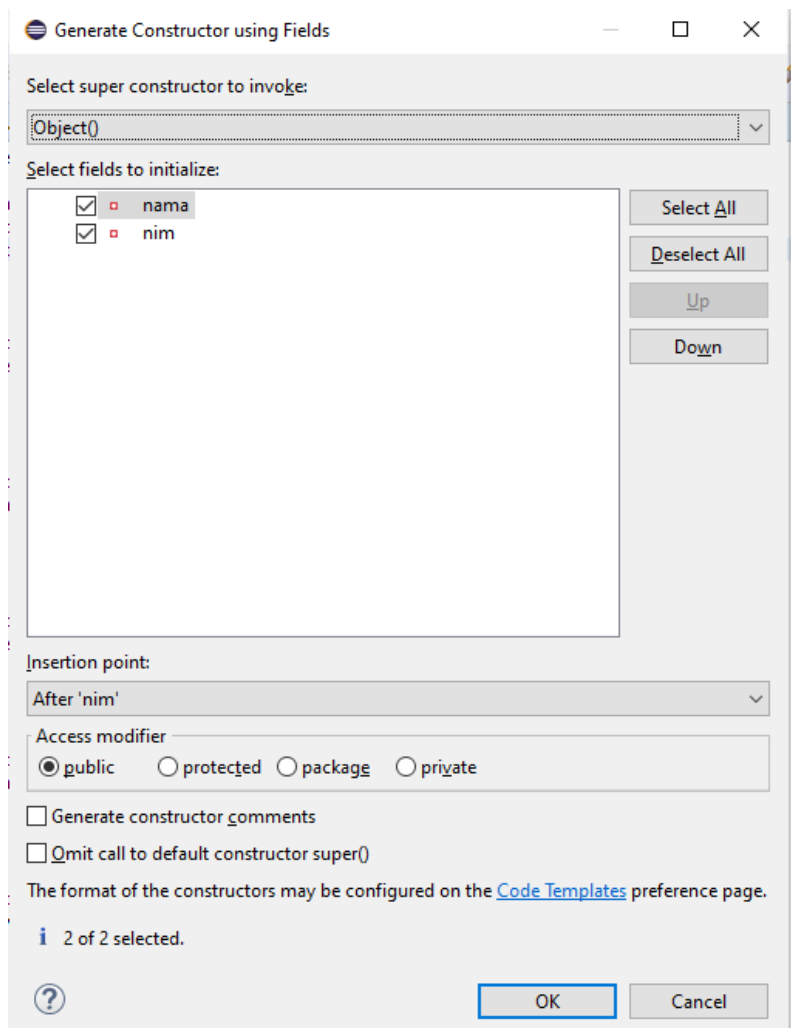 Generate Constructor using Fields
Select super constructor to invoke:
Object()
Select fields to initialize:
nama
nim
Select All
Deselect All
Up
Down
Insertion point:
After 'nim'
Access modifier
public protected package private
Generate constructor comments
Omit call to default constructor super()
The format of the constructors may be configured on the Code Templates preference page.
2 of 2 selected.
OK Cancel